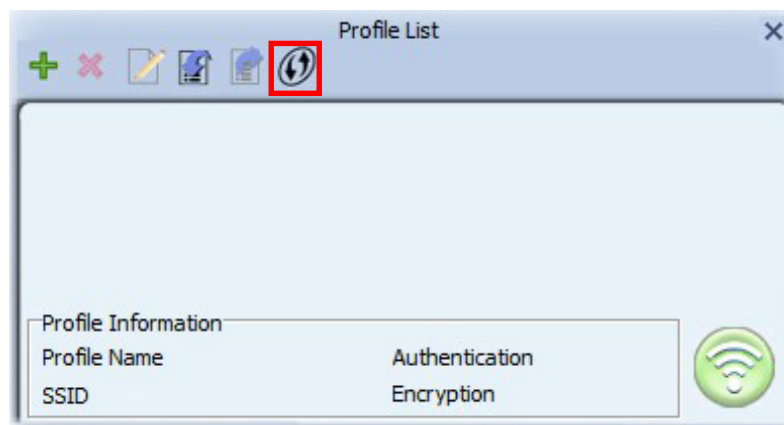 Profile List
Profile Information
Profile Name Authentication
SSID Encryption